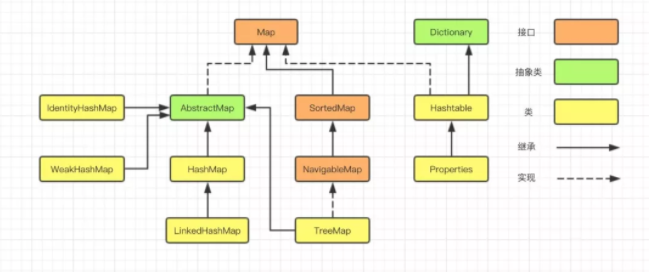 Map
Dictionary
接口
抽象类
IdentityHashMap
AbstractMap
SortedMap
Hashtable
类
继承
WeakHashMap
HashMap
NavigableMap
Properties
实现
LinkedHashMap
TreeMap